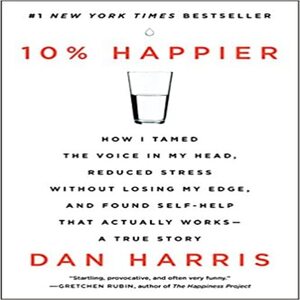 #1 NEW YORK TIMES BESTSELLER
10% HAPPIER
HOW I TAMED
THE VOICE IN MY HEAD,
REDUCED STRESS
WITHOUT LOSING MY EDGE,
AND FOUND SELF-HELP
THAT ACTUALLY WORKS—
A TRUE STORY
DAN HARRIS
"Startling, provocative, and often very funny."
—GRETCHEN RUBIN, author of The Happiness Project